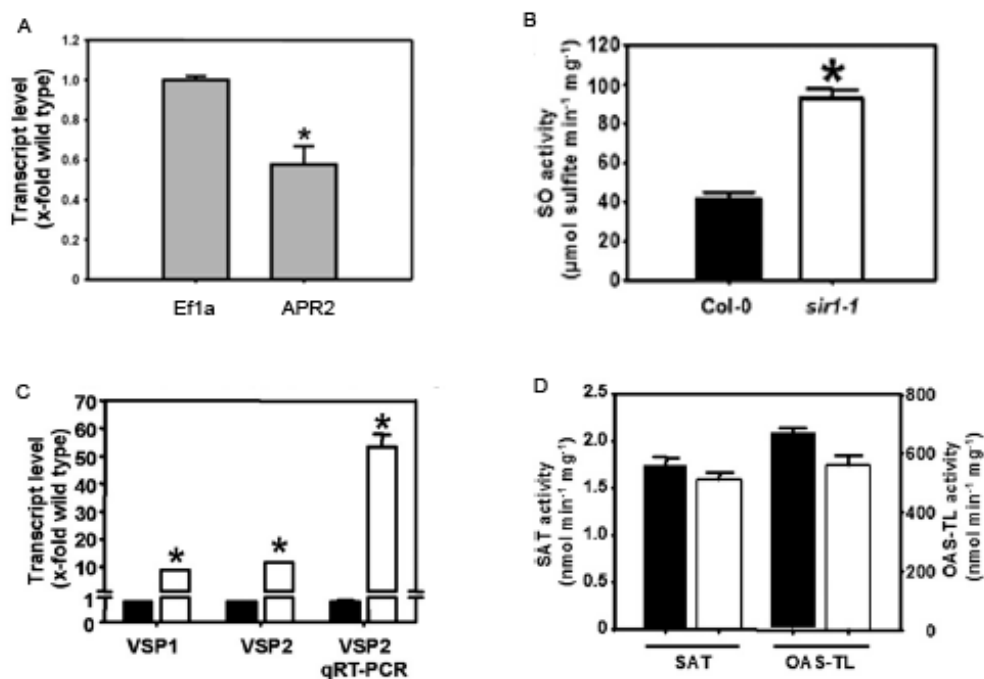 A
Transcript level
(x-fold wild type)
1.2
1.0
0.8
0.6
0.4
0.2
0
*
Ef1a
APR2
B
SO activity
(µmol sulfite min⁻¹ mg⁻¹)
120
100
80
60
40
20
0
*
Col-0
sir1-1
C
Transcript level
(x-fold wild type)
70
60
50
40
30
20
10
1
0
*
*
*
VSP1
VSP2
VSP2
qRT-PCR
D
SAT activity
(nmol min⁻¹ mg⁻¹)
2.5
2.0
1.5
1.0
0.5
0
SAT
OAS-TL
800
600
400
200
0
OAS-TL activity
(nmol min⁻¹ mg⁻¹)